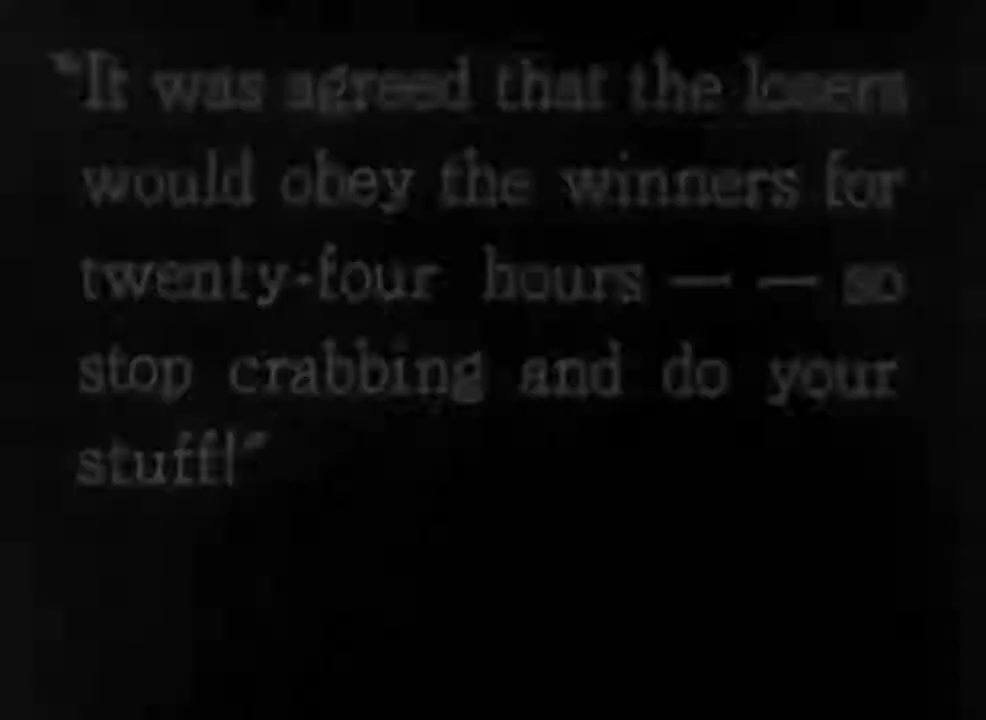 "It was agreed that the losers
would obey the winners for
twenty-four hours — — so
stop crabbing and do your
stuff!"